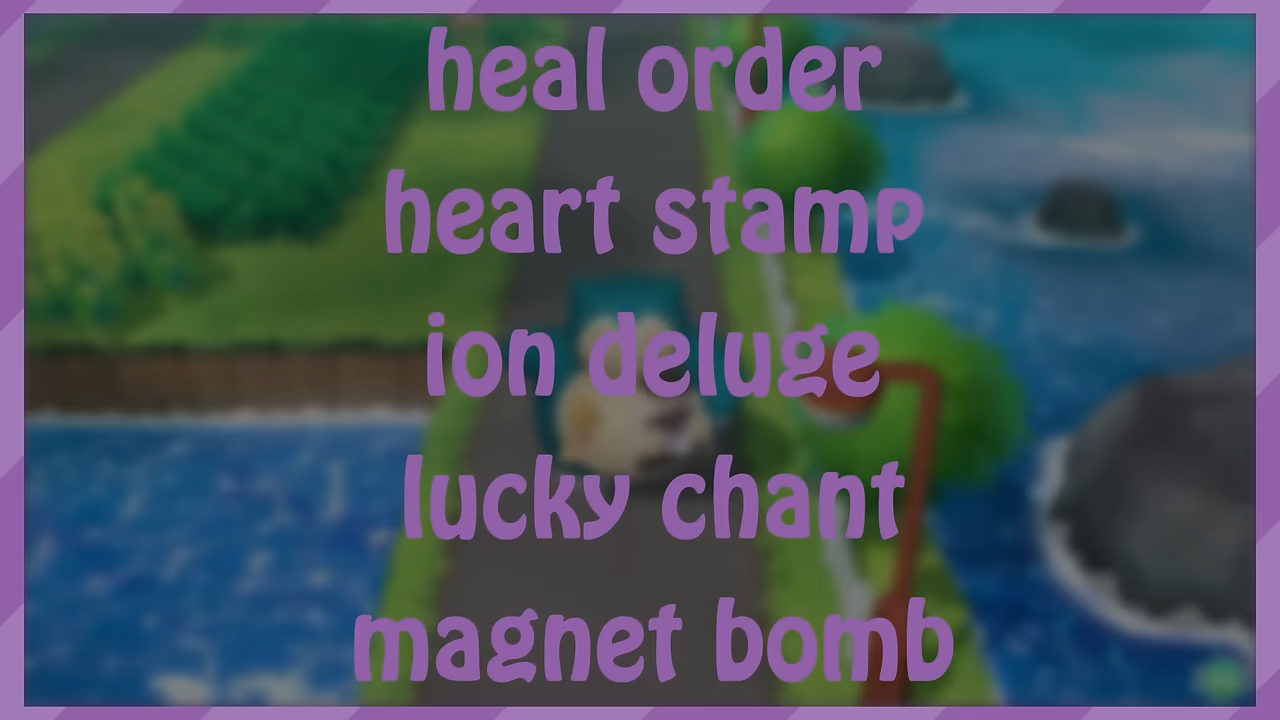 heal order
heart stamp
ion deluge
lucky chant
magnet bomb